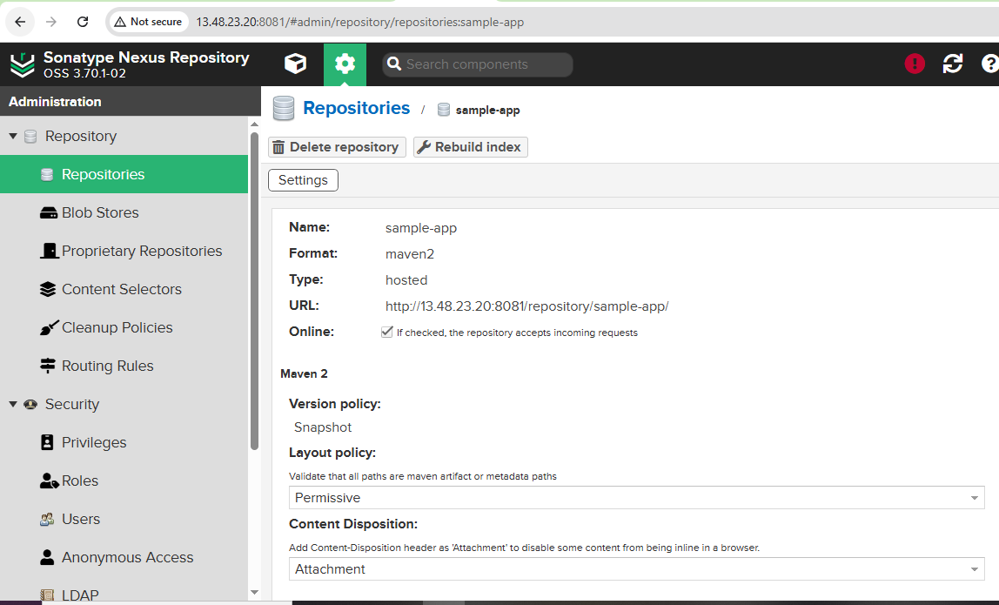 Not secure 13.48.23.20:8081/#admin/repository/repositories:sample-app
Sonatype Nexus Repository
OSS 3.70.1-02
Search components
Administration
Repository
Repositories
Blob Stores
Proprietary Repositories
Content Selectors
Cleanup Policies
Routing Rules
Security
Privileges
Roles
Users
Anonymous Access
LDAP
Repositories / sample-app
Delete repository Rebuild index
Settings
Name: sample-app
Format: maven2
Type: hosted
URL: http://13.48.23.20:8081/repository/sample-app/
Online: If checked, the repository accepts incoming requests
Maven 2
Version policy:
Snapshot
Layout policy:
Validate that all paths are maven artifact or metadata paths
Permissive
Content Disposition:
Add Content-Disposition header as 'Attachment' to disable some content from being inline in a browser.
Attachment